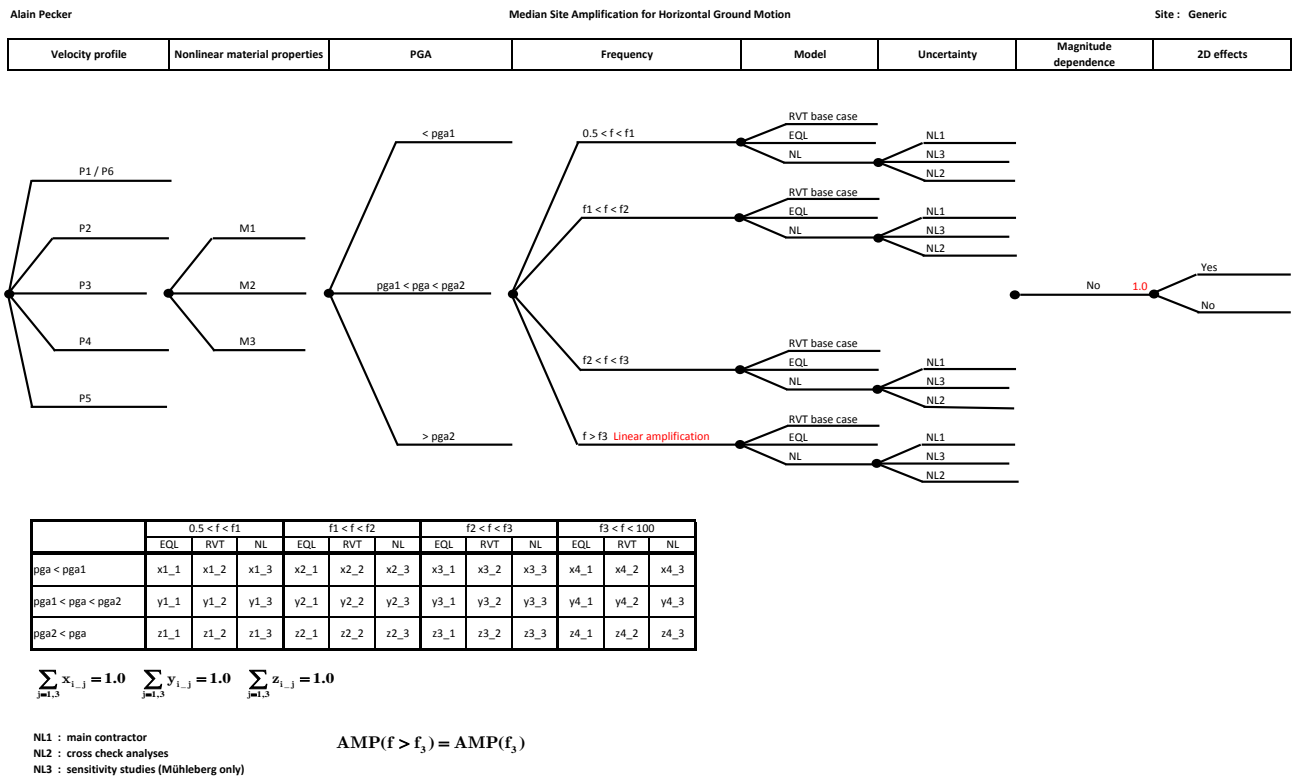 Alain Pecker Median Site Amplification for Horizontal Ground Motion Site : Generic
Velocity profile Nonlinear material properties PGA Frequency Model Uncertainty Magnitude dependence 2D effects
P1 / P6
P2
P3
P4
P5
M1
M2
M3
< pga1
pga1 < pga < pga2
> pga2
0.5 < f < f1
RVT base case
EQL
NL
NL1
NL3
NL2
f1 < f < f2
RVT base case
EQL
NL
NL1
NL3
NL2
f2 < f < f3
RVT base case
EQL
NL
NL1
NL3
NL2
f > f3 Linear amplification
RVT base case
EQL
NL
NL1
NL3
NL2
No 1.0
Yes
No
0.5 < f < f1 f1 < f < f2 f2 < f < f3 f3 < f < 100
EQL RVT NL EQL RVT NL EQL RVT NL EQL RVT NL
pga < pga1 x1_1 x1_2 x1_3 x2_1 x2_2 x2_3 x3_1 x3_2 x3_3 x4_1 x4_2 x4_3
pga1 < pga < pga2 y1_1 y1_2 y1_3 y2_1 y2_2 y2_3 y3_1 y3_2 y3_3 y4_1 y4_2 y4_3
pga2 < pga z1_1 z1_2 z1_3 z2_1 z2_2 z2_3 z3_1 z3_2 z3_3 z4_1 z4_2 z4_3
∑ j=1,3 x i_j = 1.0 ∑ j=1,3 y i_j = 1.0 ∑ j=1,3 z i_j = 1.0
NL1 : main contractor
NL2 : cross check analyses
NL3 : sensitivity studies (Mühleberg only)
AMP(f > f₃) = AMP(f₃)